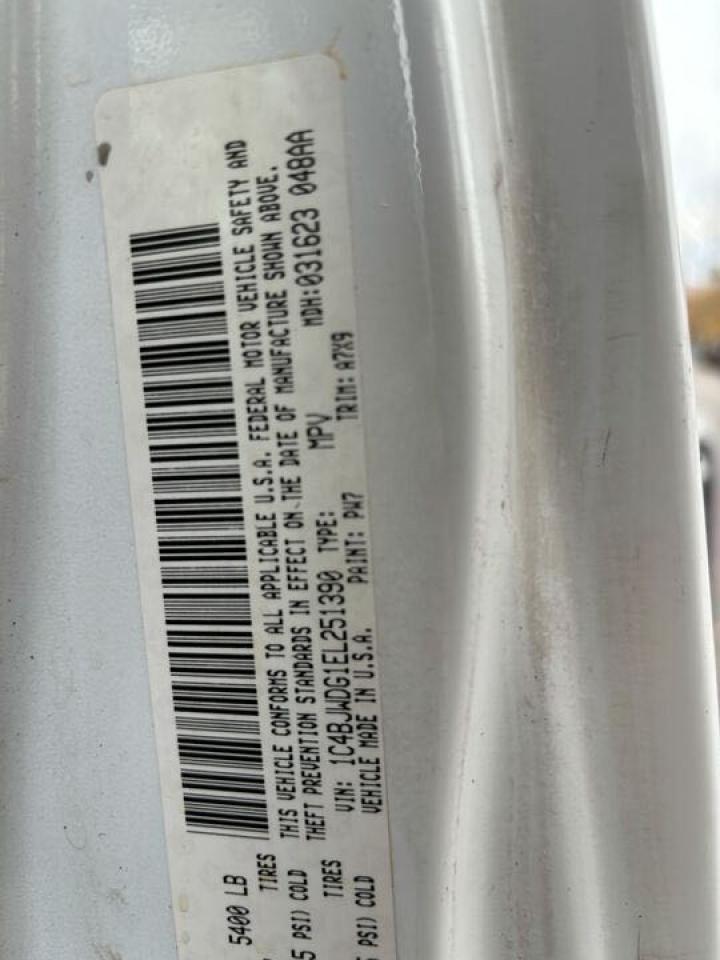 5400 LB
TIRES
5 PSI) COLD
TIRES
PSI) COLD
THIS VEHICLE CONFORMS TO ALL APPLICABLE U.S.A. FEDERAL MOTOR VEHICLE SAFETY AND
THEFT PREVENTION STANDARDS IN EFFECT ON THE DATE OF MANUFACTURE SHOWN ABOVE.
VIN: 1C4BJWDG1EL251390 TYPE: MPV MDH:031623 048AA
VEHICLE MADE IN U.S.A. PAINT: PW7 TRIM: A7X9